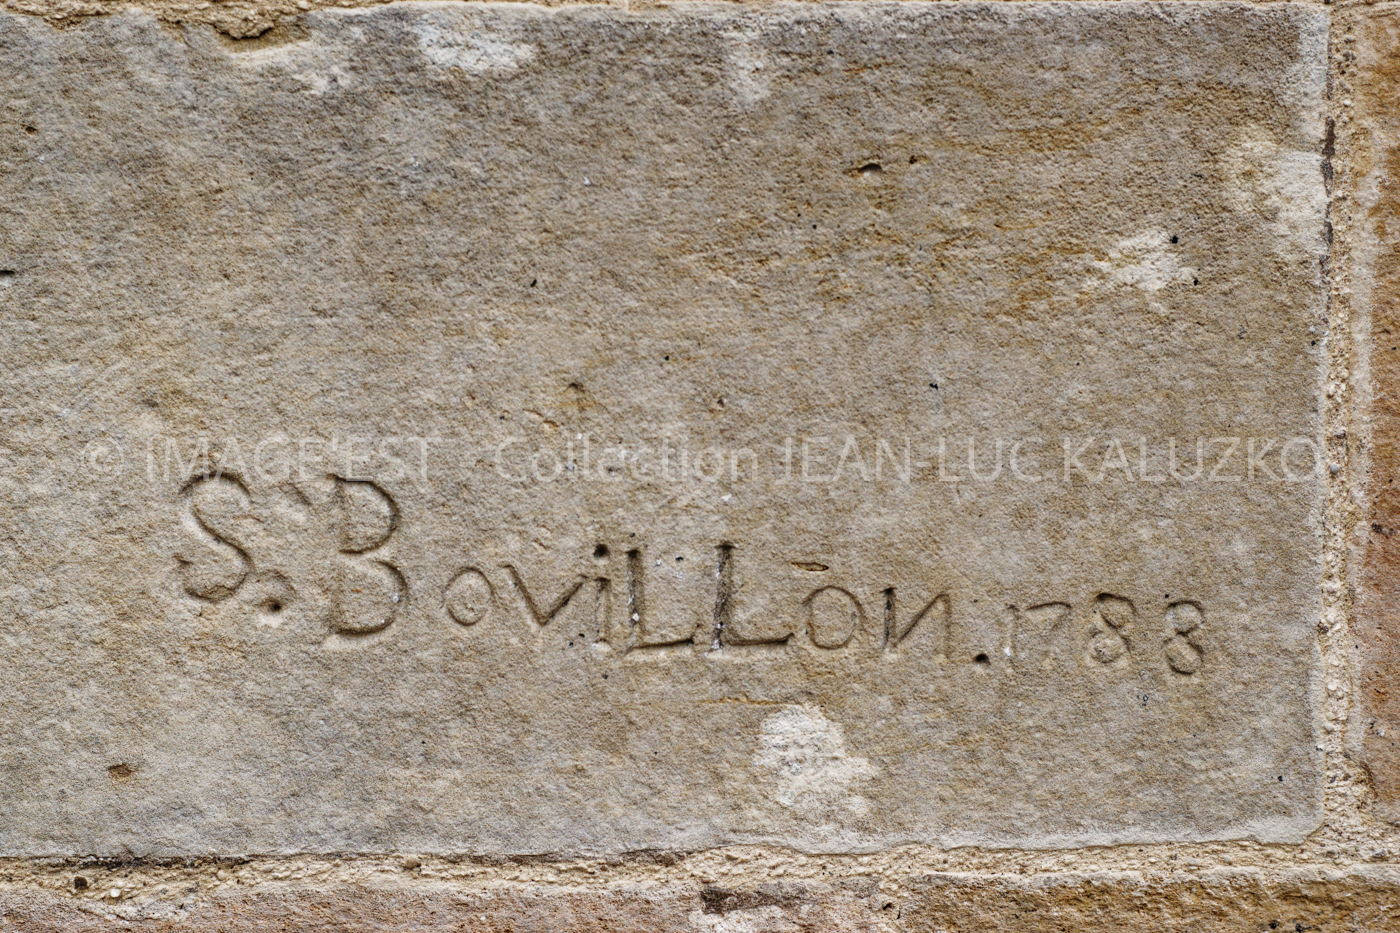 © IMAGE'EST - Collection JEAN-LUC KALUZKO
S. BoviLLon. 1788